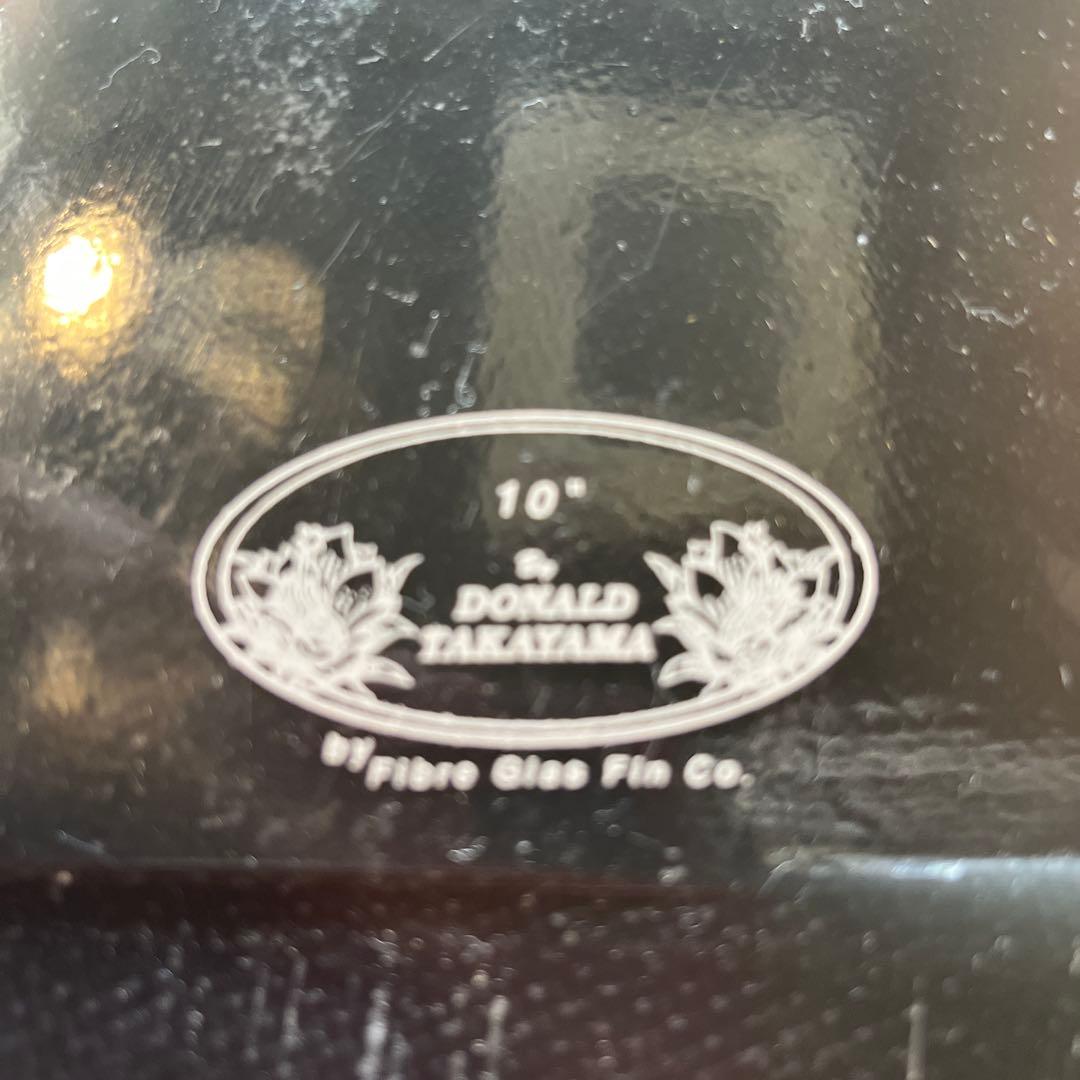 10"
By
DONALD
TAKAYAMA
by Fibre Glas Fin Co.